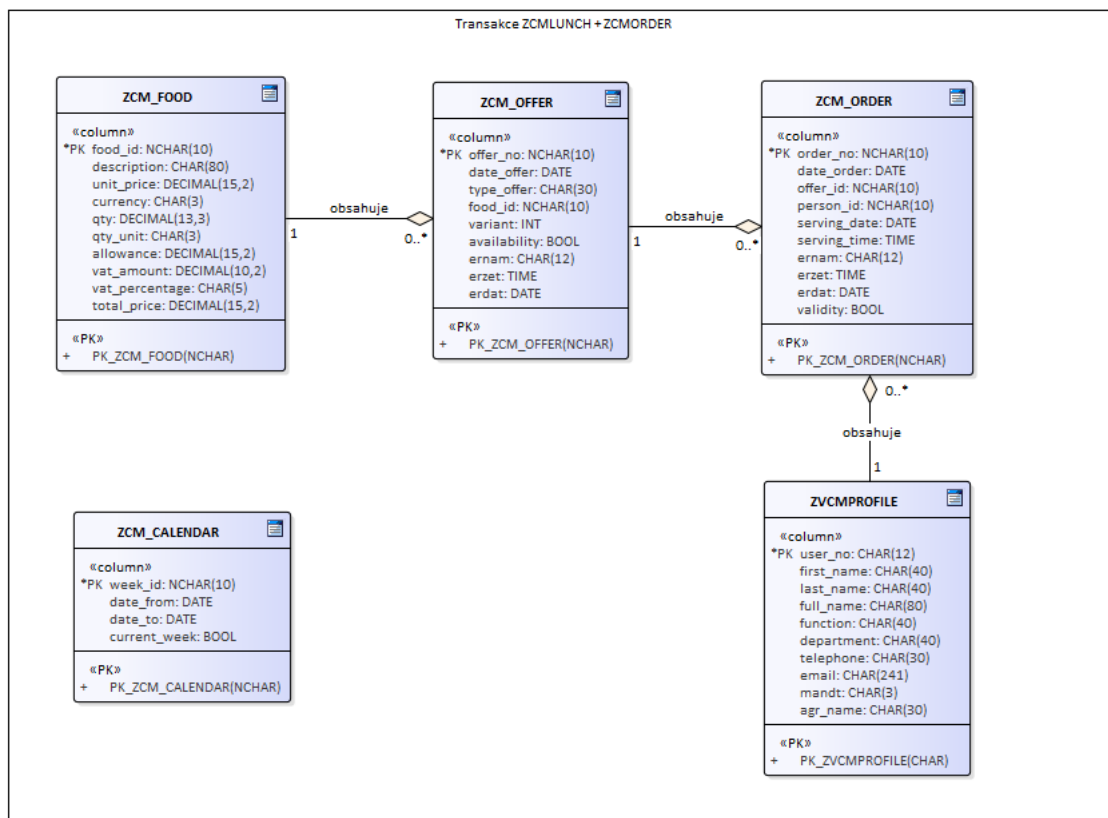 Transakce ZCMLUNCH + ZCMORDER
ZCM_FOOD
«column»
*PK food_id: NCHAR(10)
description: CHAR(80)
unit_price: DECIMAL(15,2)
currency: CHAR(3)
qty: DECIMAL(13,3)
qty_unit: CHAR(3)
allowance: DECIMAL(15,2)
vat_amount: DECIMAL(10,2)
vat_percentage: CHAR(5)
total_price: DECIMAL(15,2)
«PK»
+ PK_ZCM_FOOD(NCHAR)
obsahuje
1
0..*
ZCM_OFFER
«column»
*PK offer_no: NCHAR(10)
date_offer: DATE
type_offer: CHAR(30)
food_id: NCHAR(10)
variant: INT
availability: BOOL
ernam: CHAR(12)
erzet: TIME
erdat: DATE
«PK»
+ PK_ZCM_OFFER(NCHAR)
obsahuje
1
0..*
ZCM_ORDER
«column»
*PK order_no: NCHAR(10)
date_order: DATE
offer_id: NCHAR(10)
person_id: NCHAR(10)
serving_date: DATE
serving_time: TIME
ernam: CHAR(12)
erzet: TIME
erdat: DATE
validity: BOOL
«PK»
+ PK_ZCM_ORDER(NCHAR)
0..*
obsahuje
1
ZCM_CALENDAR
«column»
*PK week_id: NCHAR(10)
date_from: DATE
date_to: DATE
current_week: BOOL
«PK»
+ PK_ZCM_CALENDAR(NCHAR)
ZVCMPROFILE
«column»
*PK user_no: CHAR(12)
first_name: CHAR(40)
last_name: CHAR(40)
full_name: CHAR(80)
function: CHAR(40)
department: CHAR(40)
telephone: CHAR(30)
email: CHAR(241)
mandt: CHAR(3)
agr_name: CHAR(30)
«PK»
+ PK_ZVCMPROFILE(CHAR)